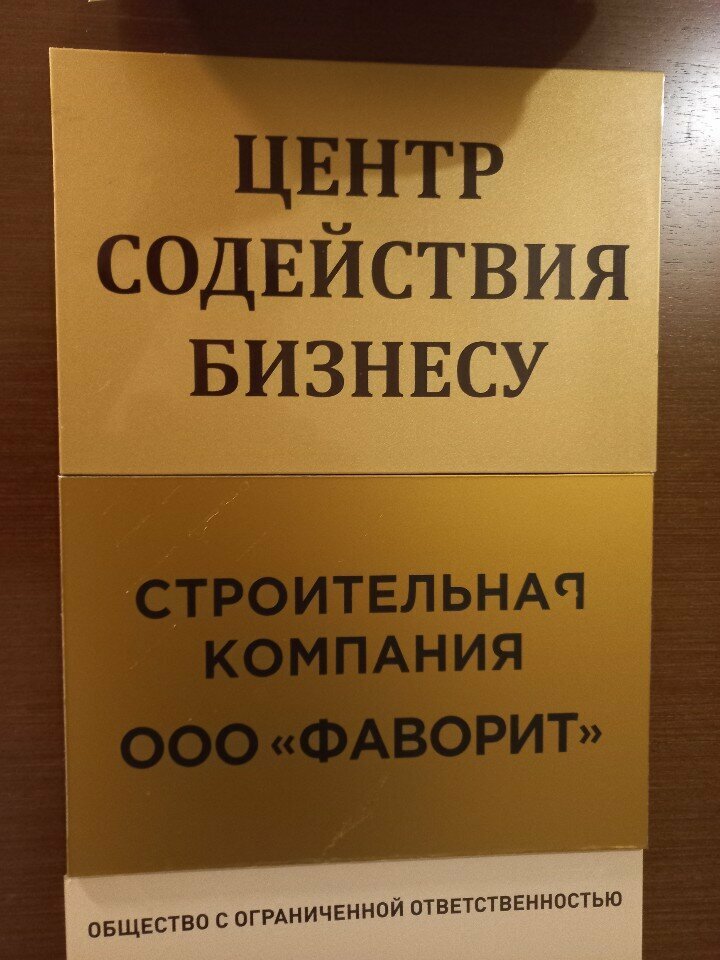 ЦЕНТР
СОДЕЙСТВИЯ
БИЗНЕСУ
СТРОИТЕЛЬНАЯ
КОМПАНИЯ
ООО «ФАВОРИТ»
ОБЩЕСТВО С ОГРАНИЧЕННОЙ ОТВЕТСТВЕННОСТЬЮ